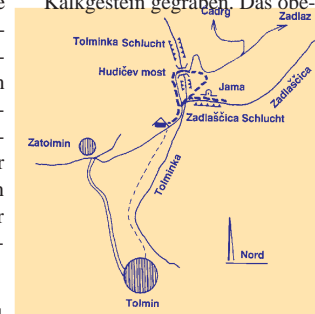 Kalkgestein gegraben. Das obe-
Čadrg
Zadlaz
Tolminka Schlucht
Hudičev most
Jama
Zadlaščica
Zadlaščica Schlucht
Zatolmin
Tolminka
Nord
Tolmin